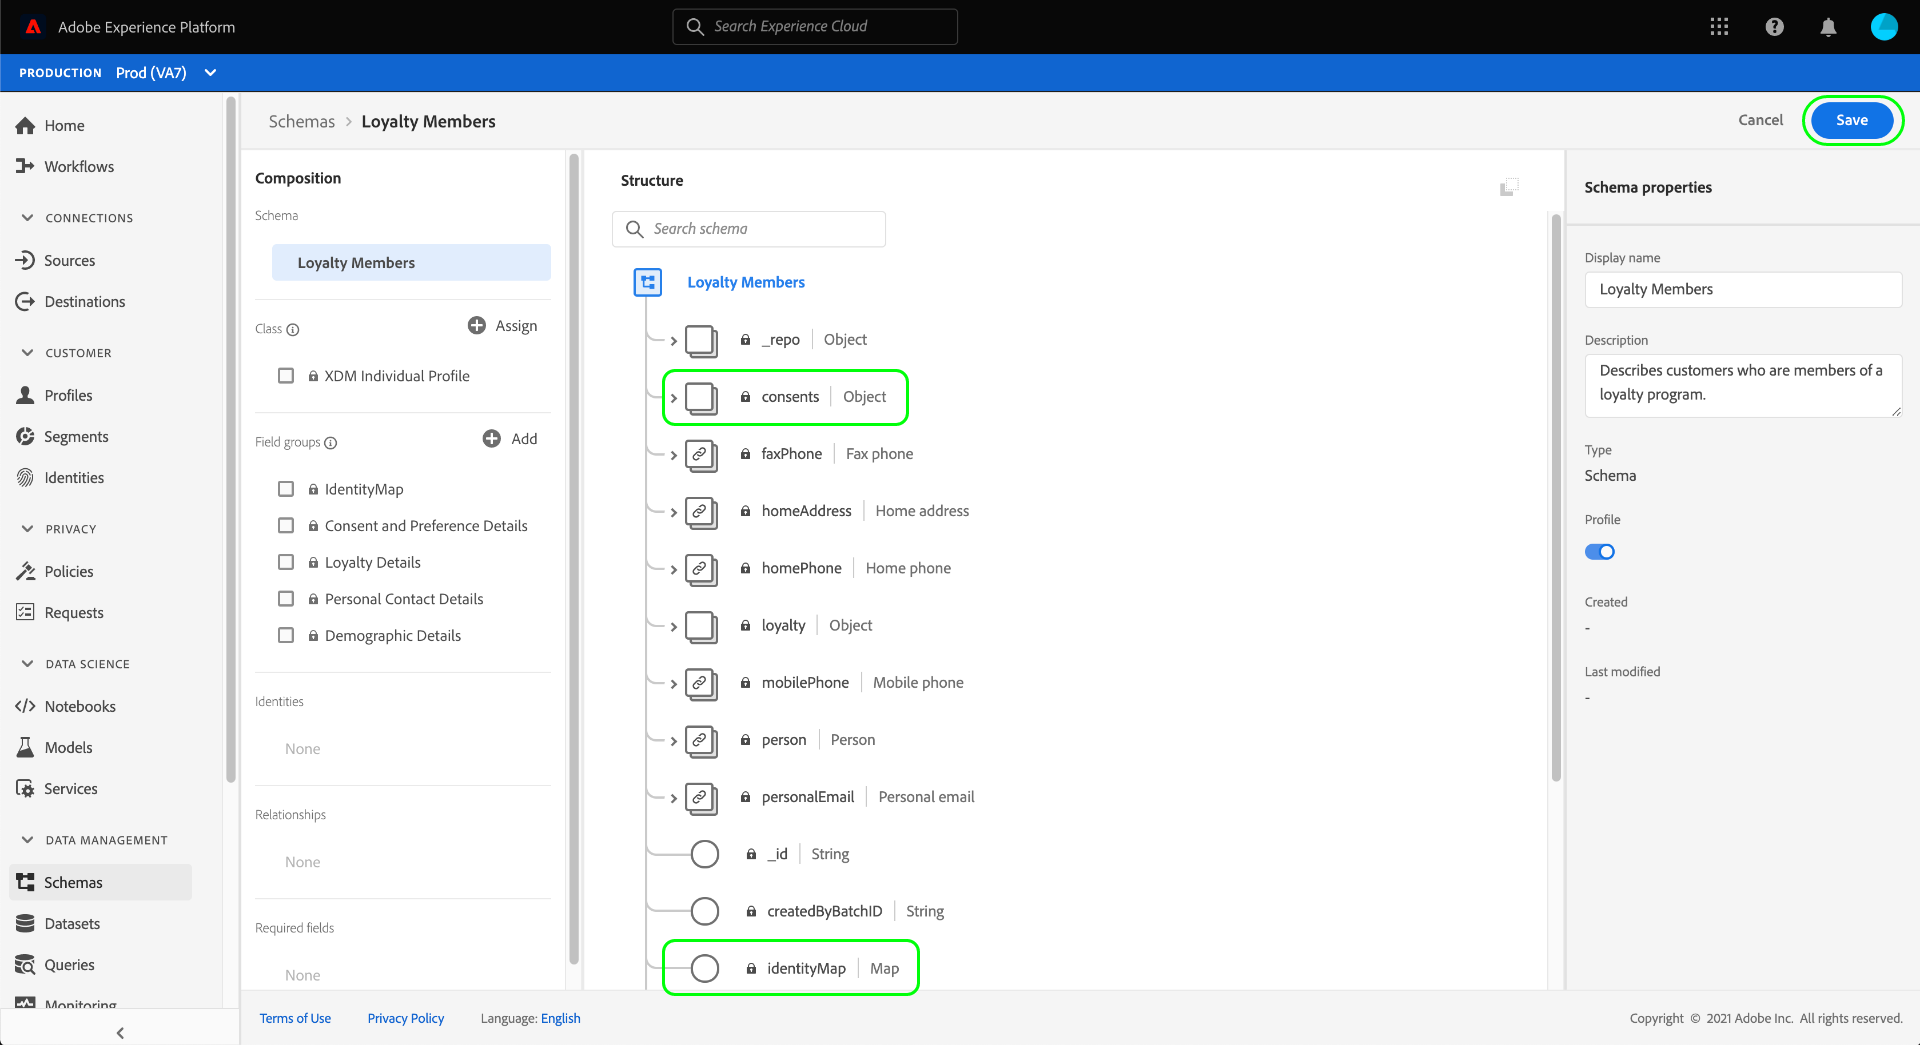 Adobe Experience Platform
Search Experience Cloud
PRODUCTION Prod (VA7)
Home
Workflows
CONNECTIONS
Sources
Destinations
CUSTOMER
Profiles
Segments
Identities
PRIVACY
Policies
Requests
DATA SCIENCE
Notebooks
Models
Services
DATA MANAGEMENT
Schemas
Datasets
Queries
Monitoring
Schemas > Loyalty Members
Cancel
Save
Composition
Schema
Loyalty Members
Class
Assign
XDM Individual Profile
Field groups
Add
IdentityMap
Consent and Preference Details
Loyalty Details
Personal Contact Details
Demographic Details
Identities
None
Relationships
None
Required fields
None
Structure
Search schema
Loyalty Members
_repo | Object
consents | Object
faxPhone | Fax phone
homeAddress | Home address
homePhone | Home phone
loyalty | Object
mobilePhone | Mobile phone
person | Person
personalEmail | Personal email
_id | String
createdByBatchID | String
identityMap | Map
Schema properties
Display name
Loyalty Members
Description
Describes customers who are members of a
loyalty program.
Type
Schema
Profile
Created
-
Last modified
-
Terms of Use
Privacy Policy
Language: English
Copyright © 2021 Adobe Inc. All rights reserved.